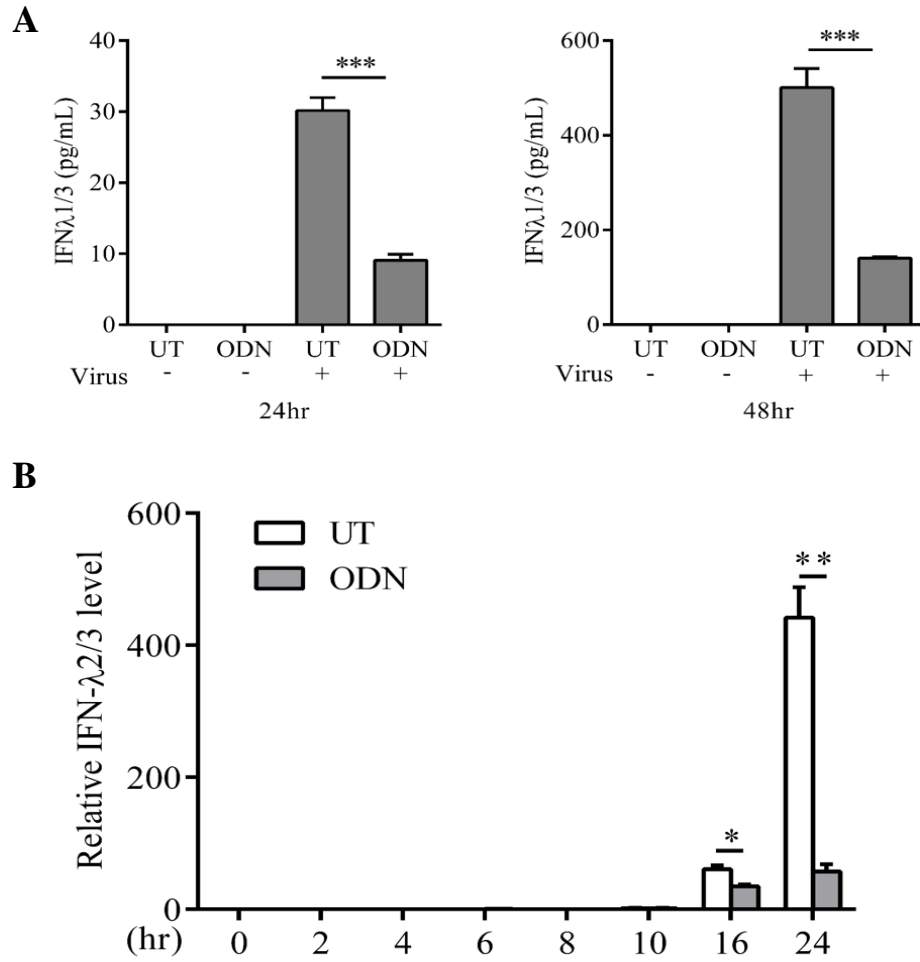 A
IFNλ1/3 (pg/mL)
40
30
20
10
0
***
UT ODN UT ODN
Virus - - + +
24hr
IFNλ1/3 (pg/mL)
600
400
200
0
***
UT ODN UT ODN
Virus - - + +
48hr
B
Relative IFN-λ2/3 level
600
400
200
0
UT
ODN
*
**
(hr) 0 2 4 6 8 10 16 24